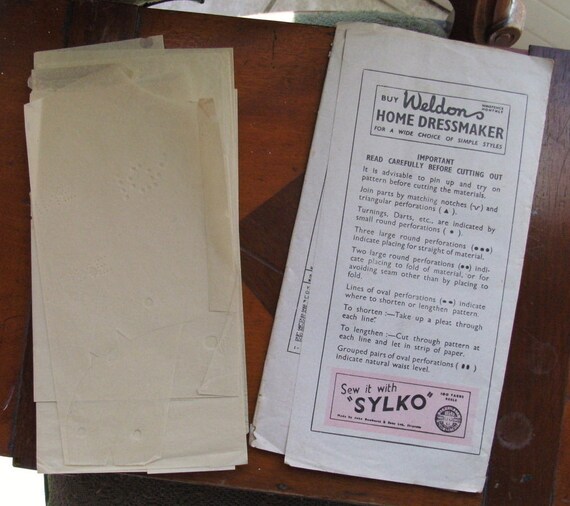 BUY Weldons
HOME DRESSMAKER
FOR A WIDE CHOICE OF SIMPLE STYLES
IMPORTANT
READ CAREFULLY BEFORE CUTTING OUT
It is advisable to pin up and try on
pattern before cutting the materials.
Join parts by matching notches (v) and
triangular perforations (▲).
Turnings, Darts, etc., are indicated by
small round perforations (●).
Three large round perforations (●●●)
indicate placing for straight of material.
Two large round perforations (●●) indi-
cate placing to fold of material, or for
avoiding seam other than by placing to
fold.
Lines of oval perforations (●●) indicate
where to shorten or lengthen pattern
To shorten :—Take up a pleat through
each line.
To lengthen :—Cut through pattern at
each line and let in strip of paper.
Grouped pairs of oval perforations (▮▮)
indicate natural waist level.
Sew it with
"SYLKO"